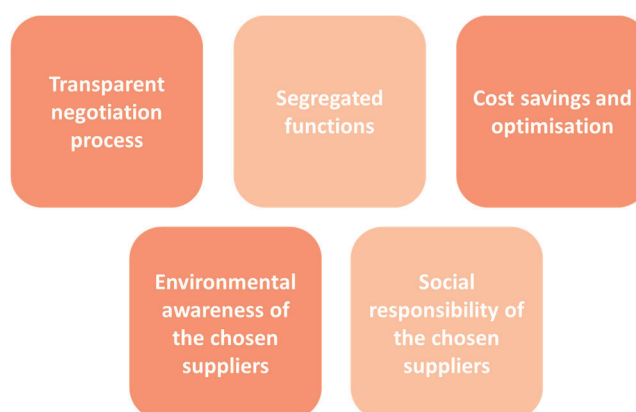 Transparent
negotiation
process
Segregated
functions
Cost savings and
optimisation
Environmental
awareness of
the chosen
suppliers
Social
responsibility of
the chosen
suppliers